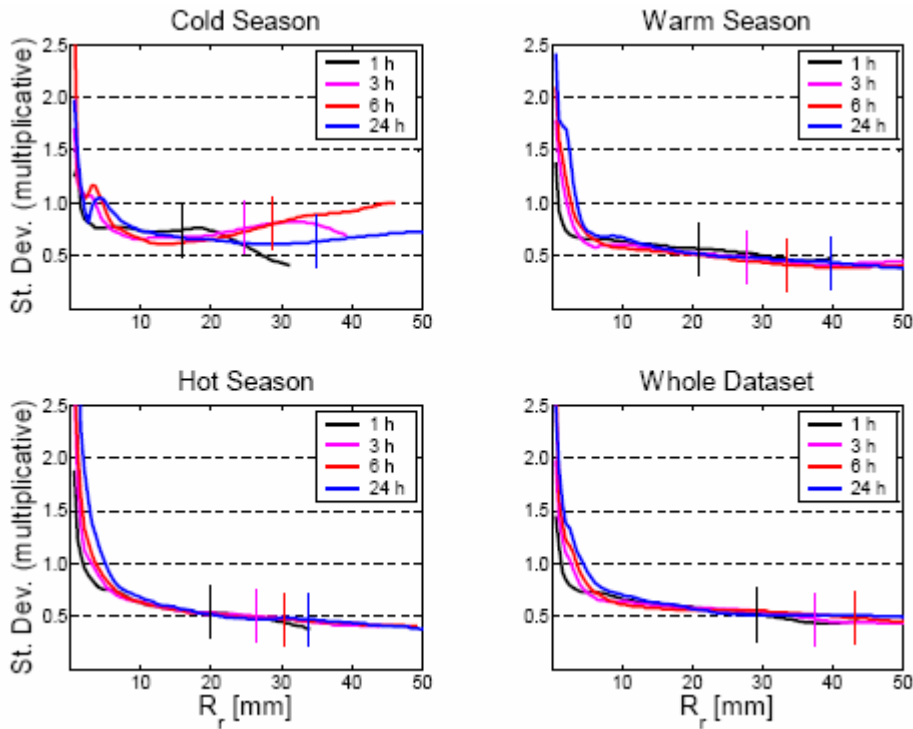 Cold Season
St. Dev. (multiplicative)
2.5
2.0
1.5
1.0
0.5
10 20 30 40 50
1 h
3 h
6 h
24 h
Warm Season
2.5
2.0
1.5
1.0
0.5
10 20 30 40 50
1 h
3 h
6 h
24 h
Hot Season
St. Dev. (multiplicative)
2.5
2.0
1.5
1.0
0.5
10 20 30 40 50
R_r [mm]
1 h
3 h
6 h
24 h
Whole Dataset
2.5
2.0
1.5
1.0
0.5
10 20 30 40 50
R_r [mm]
1 h
3 h
6 h
24 h